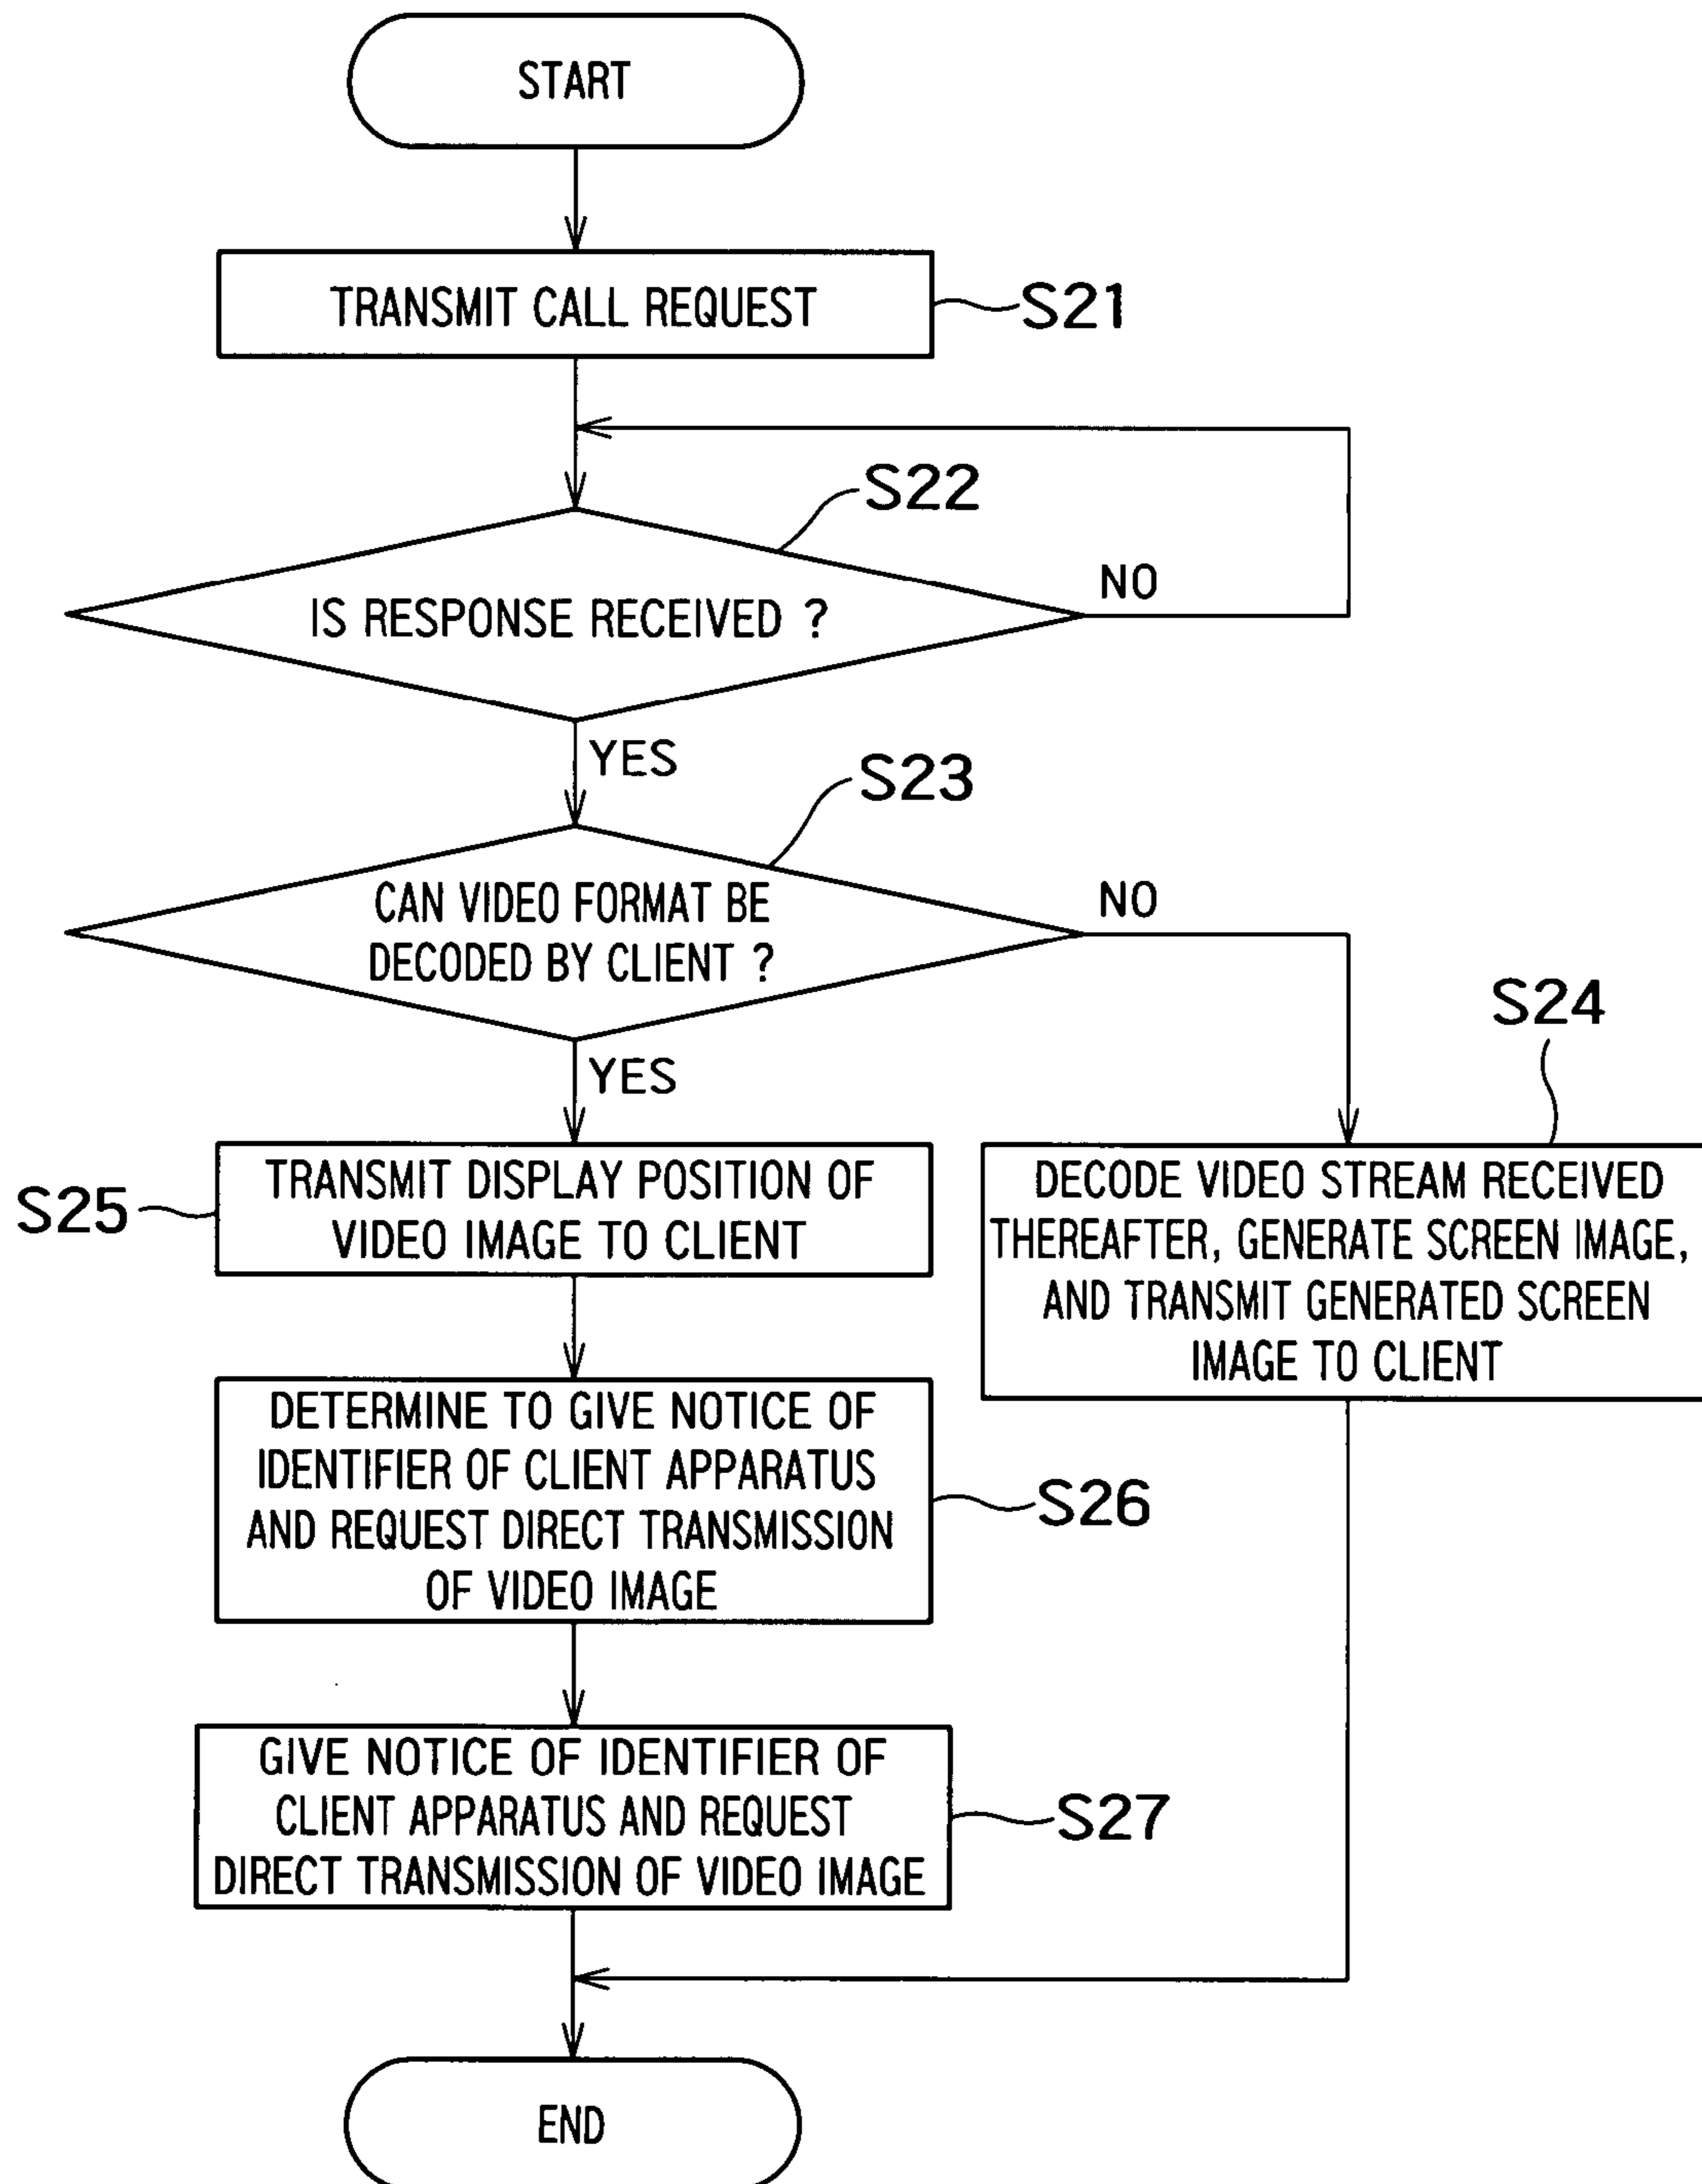 START
TRANSMIT CALL REQUEST
S21
S22
IS RESPONSE RECEIVED ?
NO
YES
S23
CAN VIDEO FORMAT BE
DECODED BY CLIENT ?
NO
YES
S24
DECODE VIDEO STREAM RECEIVED
THEREAFTER, GENERATE SCREEN IMAGE,
AND TRANSMIT GENERATED SCREEN
IMAGE TO CLIENT
S25
TRANSMIT DISPLAY POSITION OF
VIDEO IMAGE TO CLIENT
DETERMINE TO GIVE NOTICE OF
IDENTIFIER OF CLIENT APPARATUS
AND REQUEST DIRECT TRANSMISSION
OF VIDEO IMAGE
S26
GIVE NOTICE OF IDENTIFIER OF
CLIENT APPARATUS AND REQUEST
DIRECT TRANSMISSION OF VIDEO IMAGE
S27
END